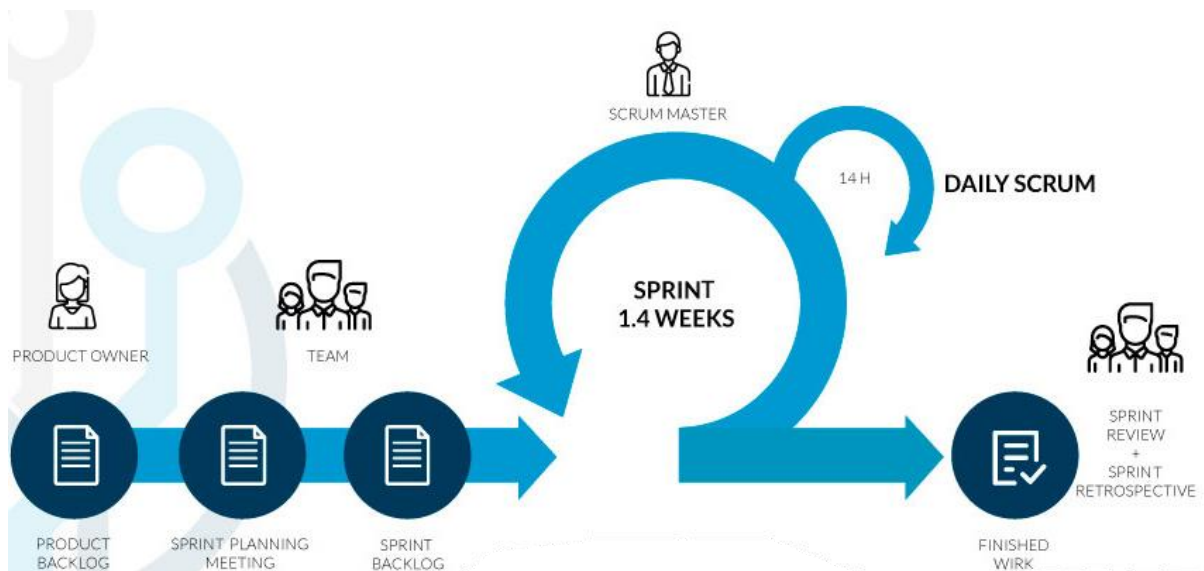 SCRUM MASTER
14 H
DAILY SCRUM
SPRINT
1.4 WEEKS
PRODUCT OWNER
TEAM
PRODUCT
BACKLOG
SPRINT PLANNING
MEETING
SPRINT
BACKLOG
FINISHED
WIRK
SPRINT
REVIEW
+
SPRINT
RETROSPECTIVE